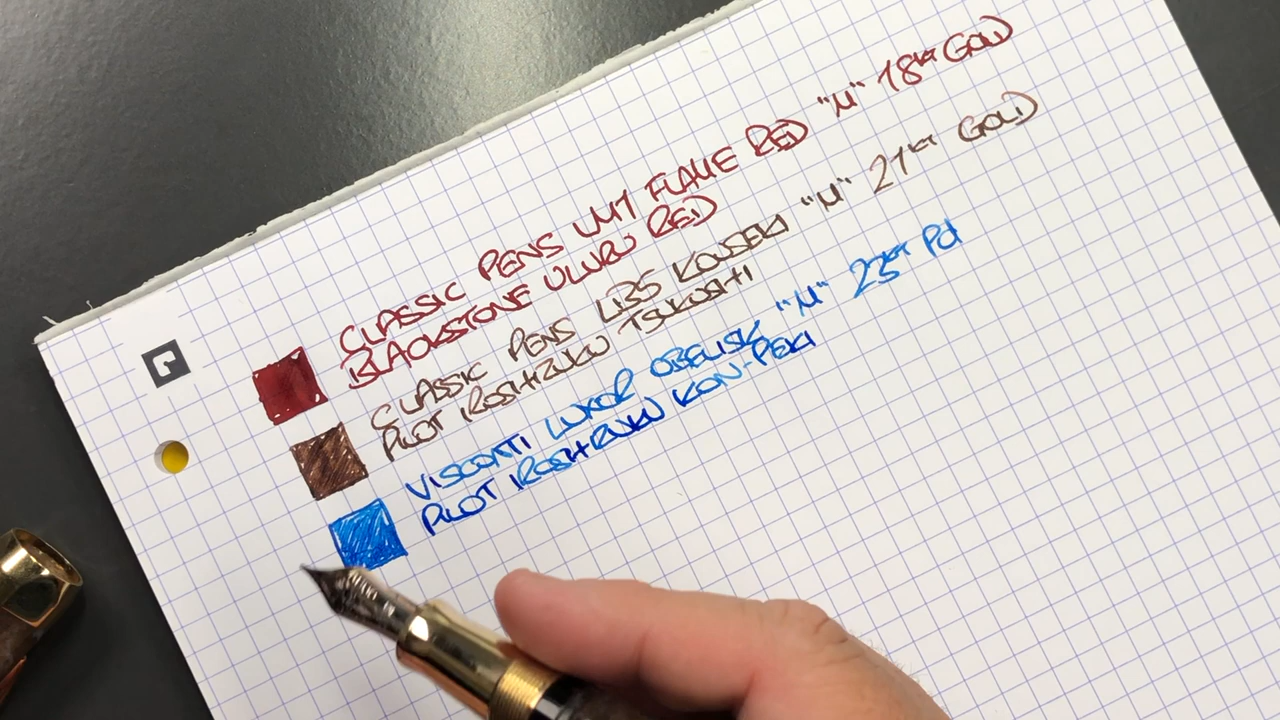 CLASSIC PENS LM1 FLAME RED "M" 18kt GOLD
BLACKSTONE ULURU RED
CLASSIC PENS LB5 KOUSEKI "M" 21kt GOLD
PILOT IROSHIZUKU TSUKUSHI
VISCONTI LUXOR OBELISK "M" 23kt Pd
PILOT IROSHIZUKU KON-PEKI